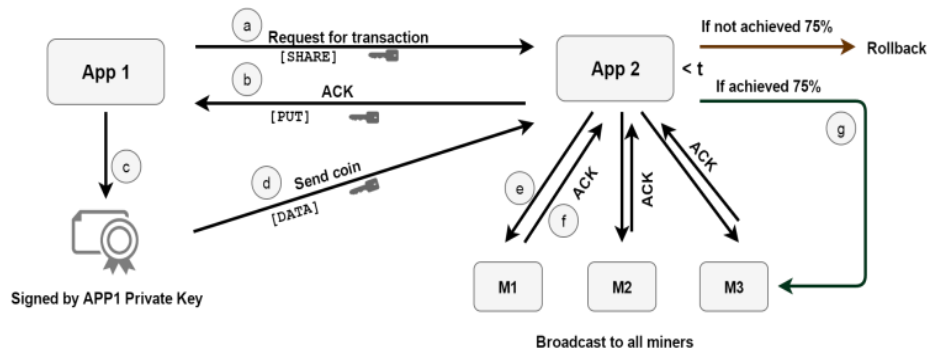 a
Request for transaction
[SHARE]
If not achieved 75%
Rollback
App 1
App 2
< t
b
ACK
[PUT]
If achieved 75%
g
c
d
Send coin
[DATA]
e
f
ACK
ACK
ACK
M1
M2
M3
Signed by APP1 Private Key
Broadcast to all miners